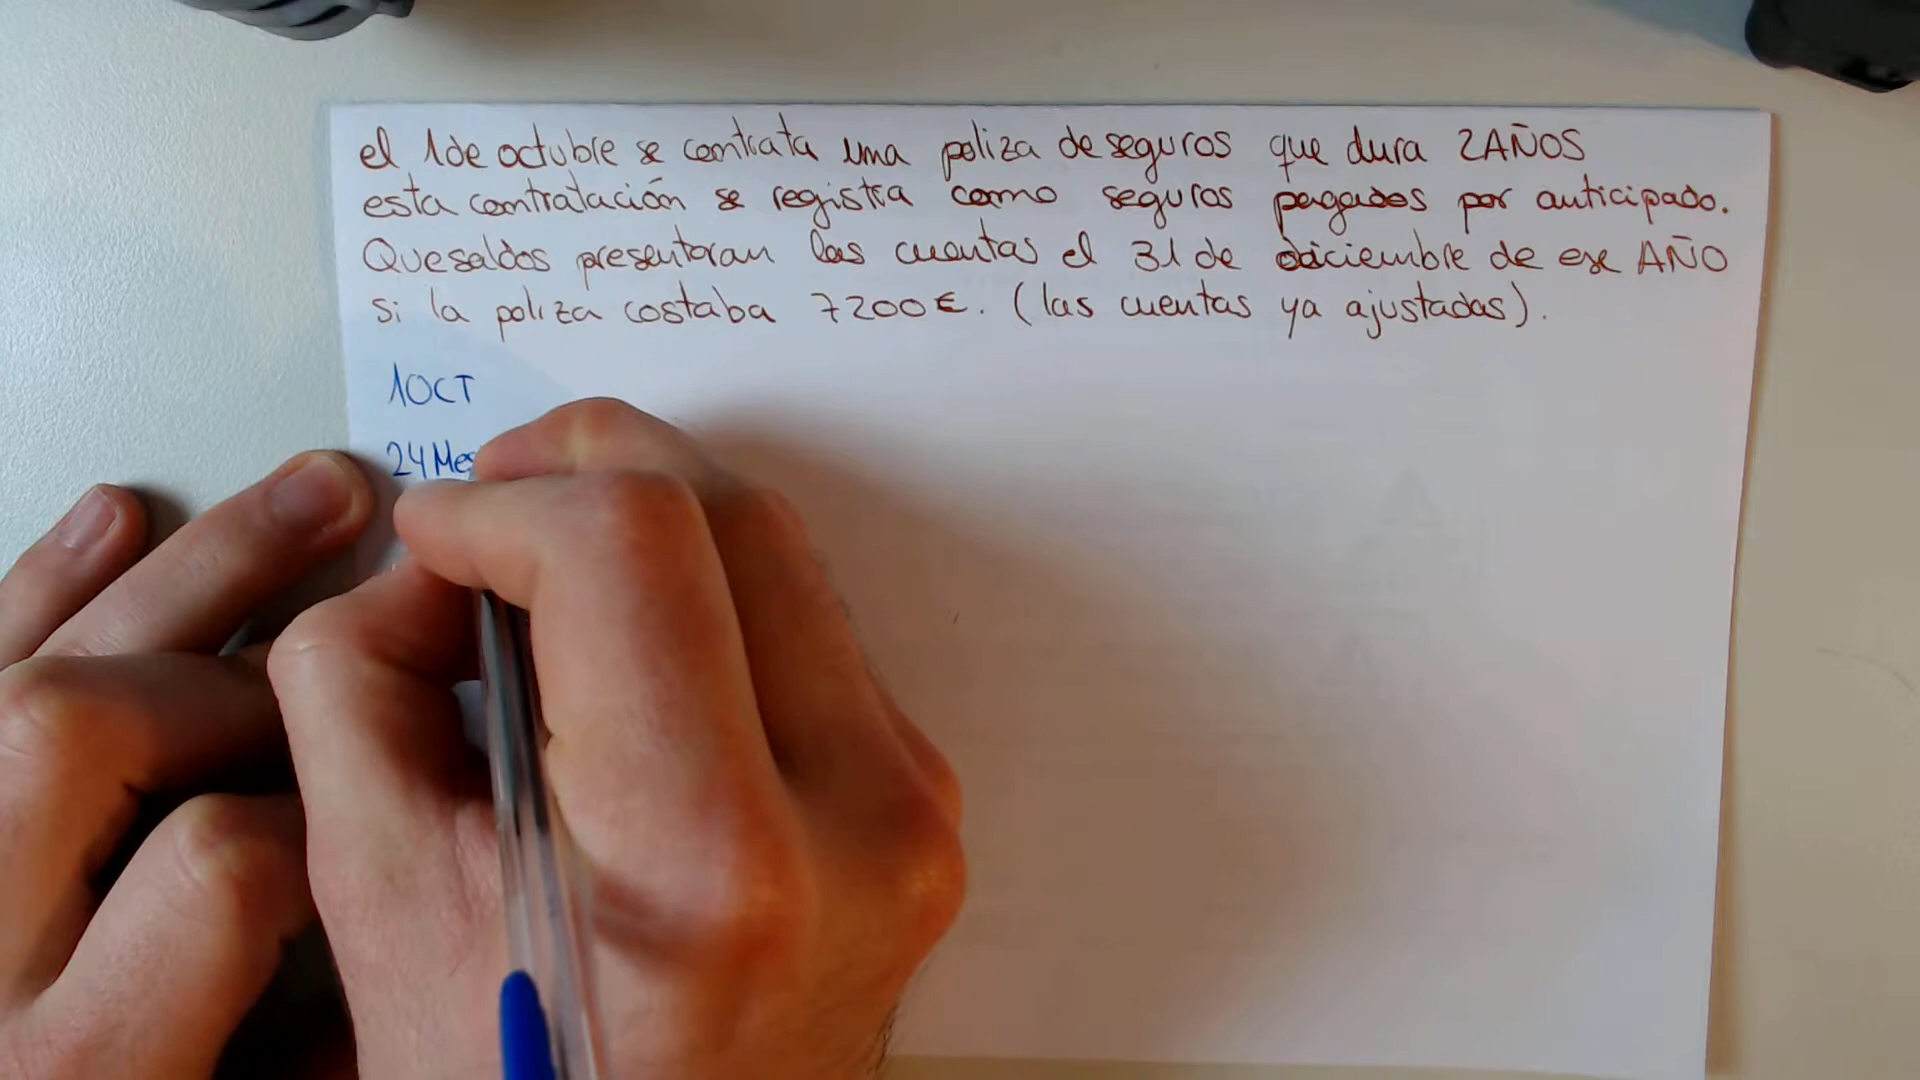 el 1 de octubre se contrata una poliza de seguros que dura 2 AÑOS
esta contratación se registra como seguros pagados por anticipado.
Que saldos presentaran las cuentas el 31 de diciembre de ese AÑO
si la poliza costaba 7200€. (las cuentas ya ajustadas).
1 OCT
24 Mes